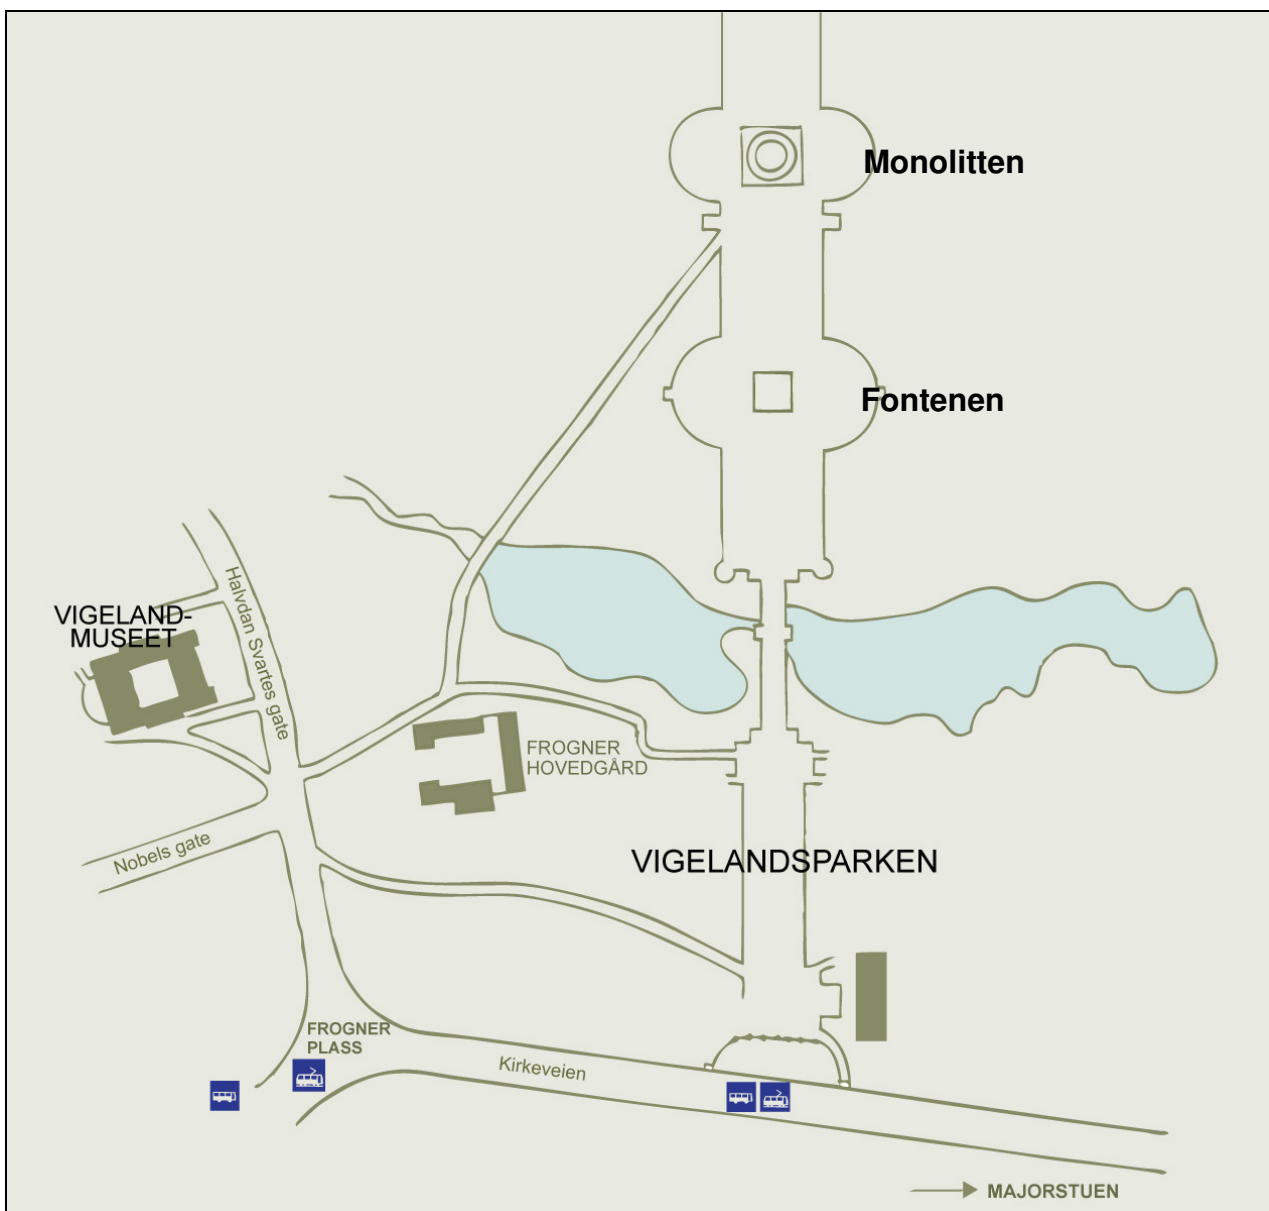 Monolitten
Fontenen
Halvdan Svartes gate
VIGELAND-
MUSEET
FROGNER
HOVEDGÅRD
Nobels gate
VIGELANDSPARKEN
FROGNER
PLASS
Kirkeveien
MAJORSTUEN